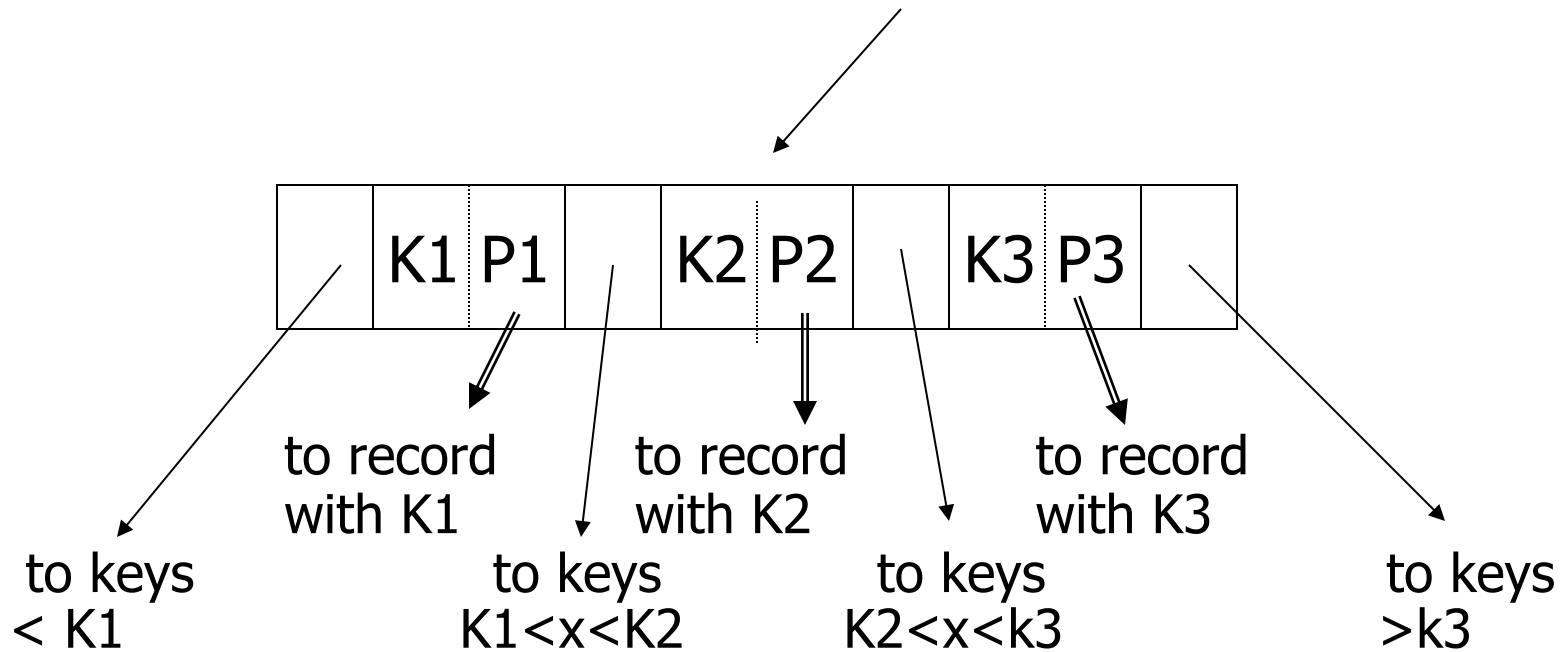 K1 P1 K2 P2 K3 P3
to record
with K1
to record
with K2
to record
with K3
to keys
< K1
to keys
K1<x<K2
to keys
K2<x<k3
to keys
>k3